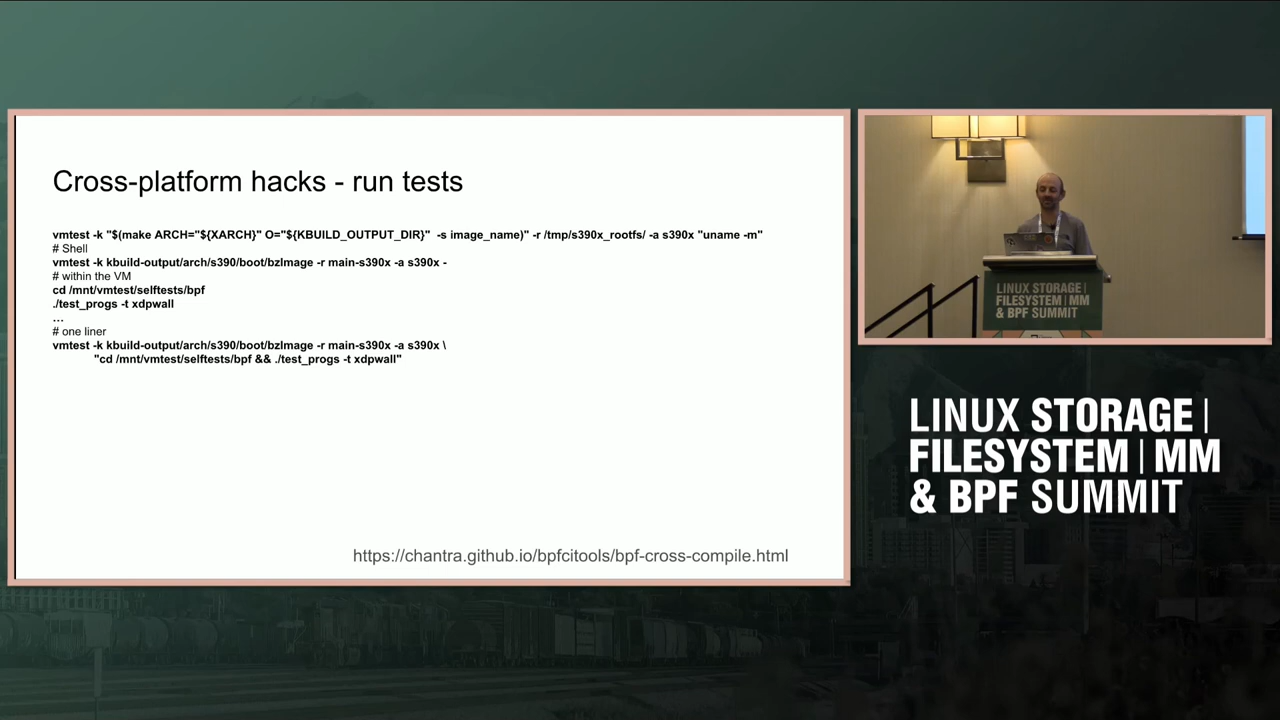 Cross-platform hacks - run tests
vmtest -k "$(make ARCH="${XARCH}" O="${KBUILD_OUTPUT_DIR}"  -s image_name)" -r /tmp/s390x_rootfs/ -a s390x "uname -m"
# Shell
vmtest -k kbuild-output/arch/s390/boot/bzImage -r main-s390x -a s390x -
# within the VM
cd /mnt/vmtest/selftests/bpf
./test_progs -t xdpwall
...
# one liner
vmtest -k kbuild-output/arch/s390/boot/bzImage -r main-s390x -a s390x \
"cd /mnt/vmtest/selftests/bpf && ./test_progs -t xdpwall"
https://chantra.github.io/bpfcitools/bpf-cross-compile.html
LINUX STORAGE |
FILESYSTEM | MM
& BPF SUMMIT
LINUX STORAGE |
FILESYSTEM | MM
& BPF SUMMIT